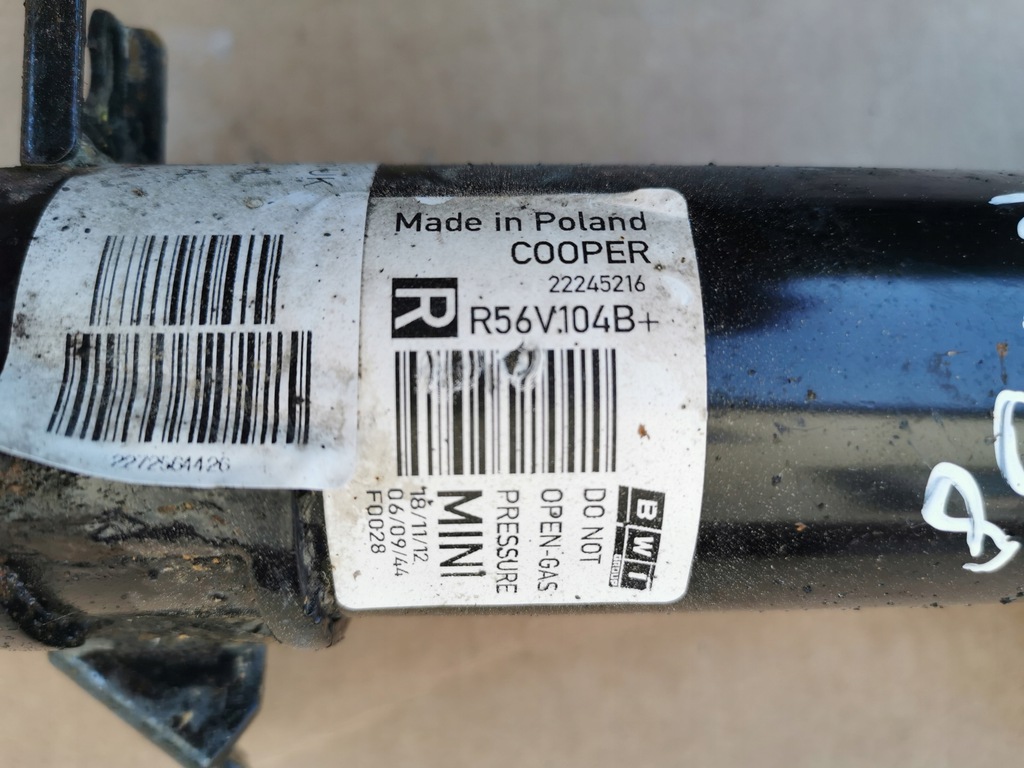 Made in Poland
COOPER
22245216
R
R56V104B+
BWI
GROUP
DO NOT
OPEN-GAS
PRESSURE
MINI
18/11/12
06/09/44
F0028
2272564426